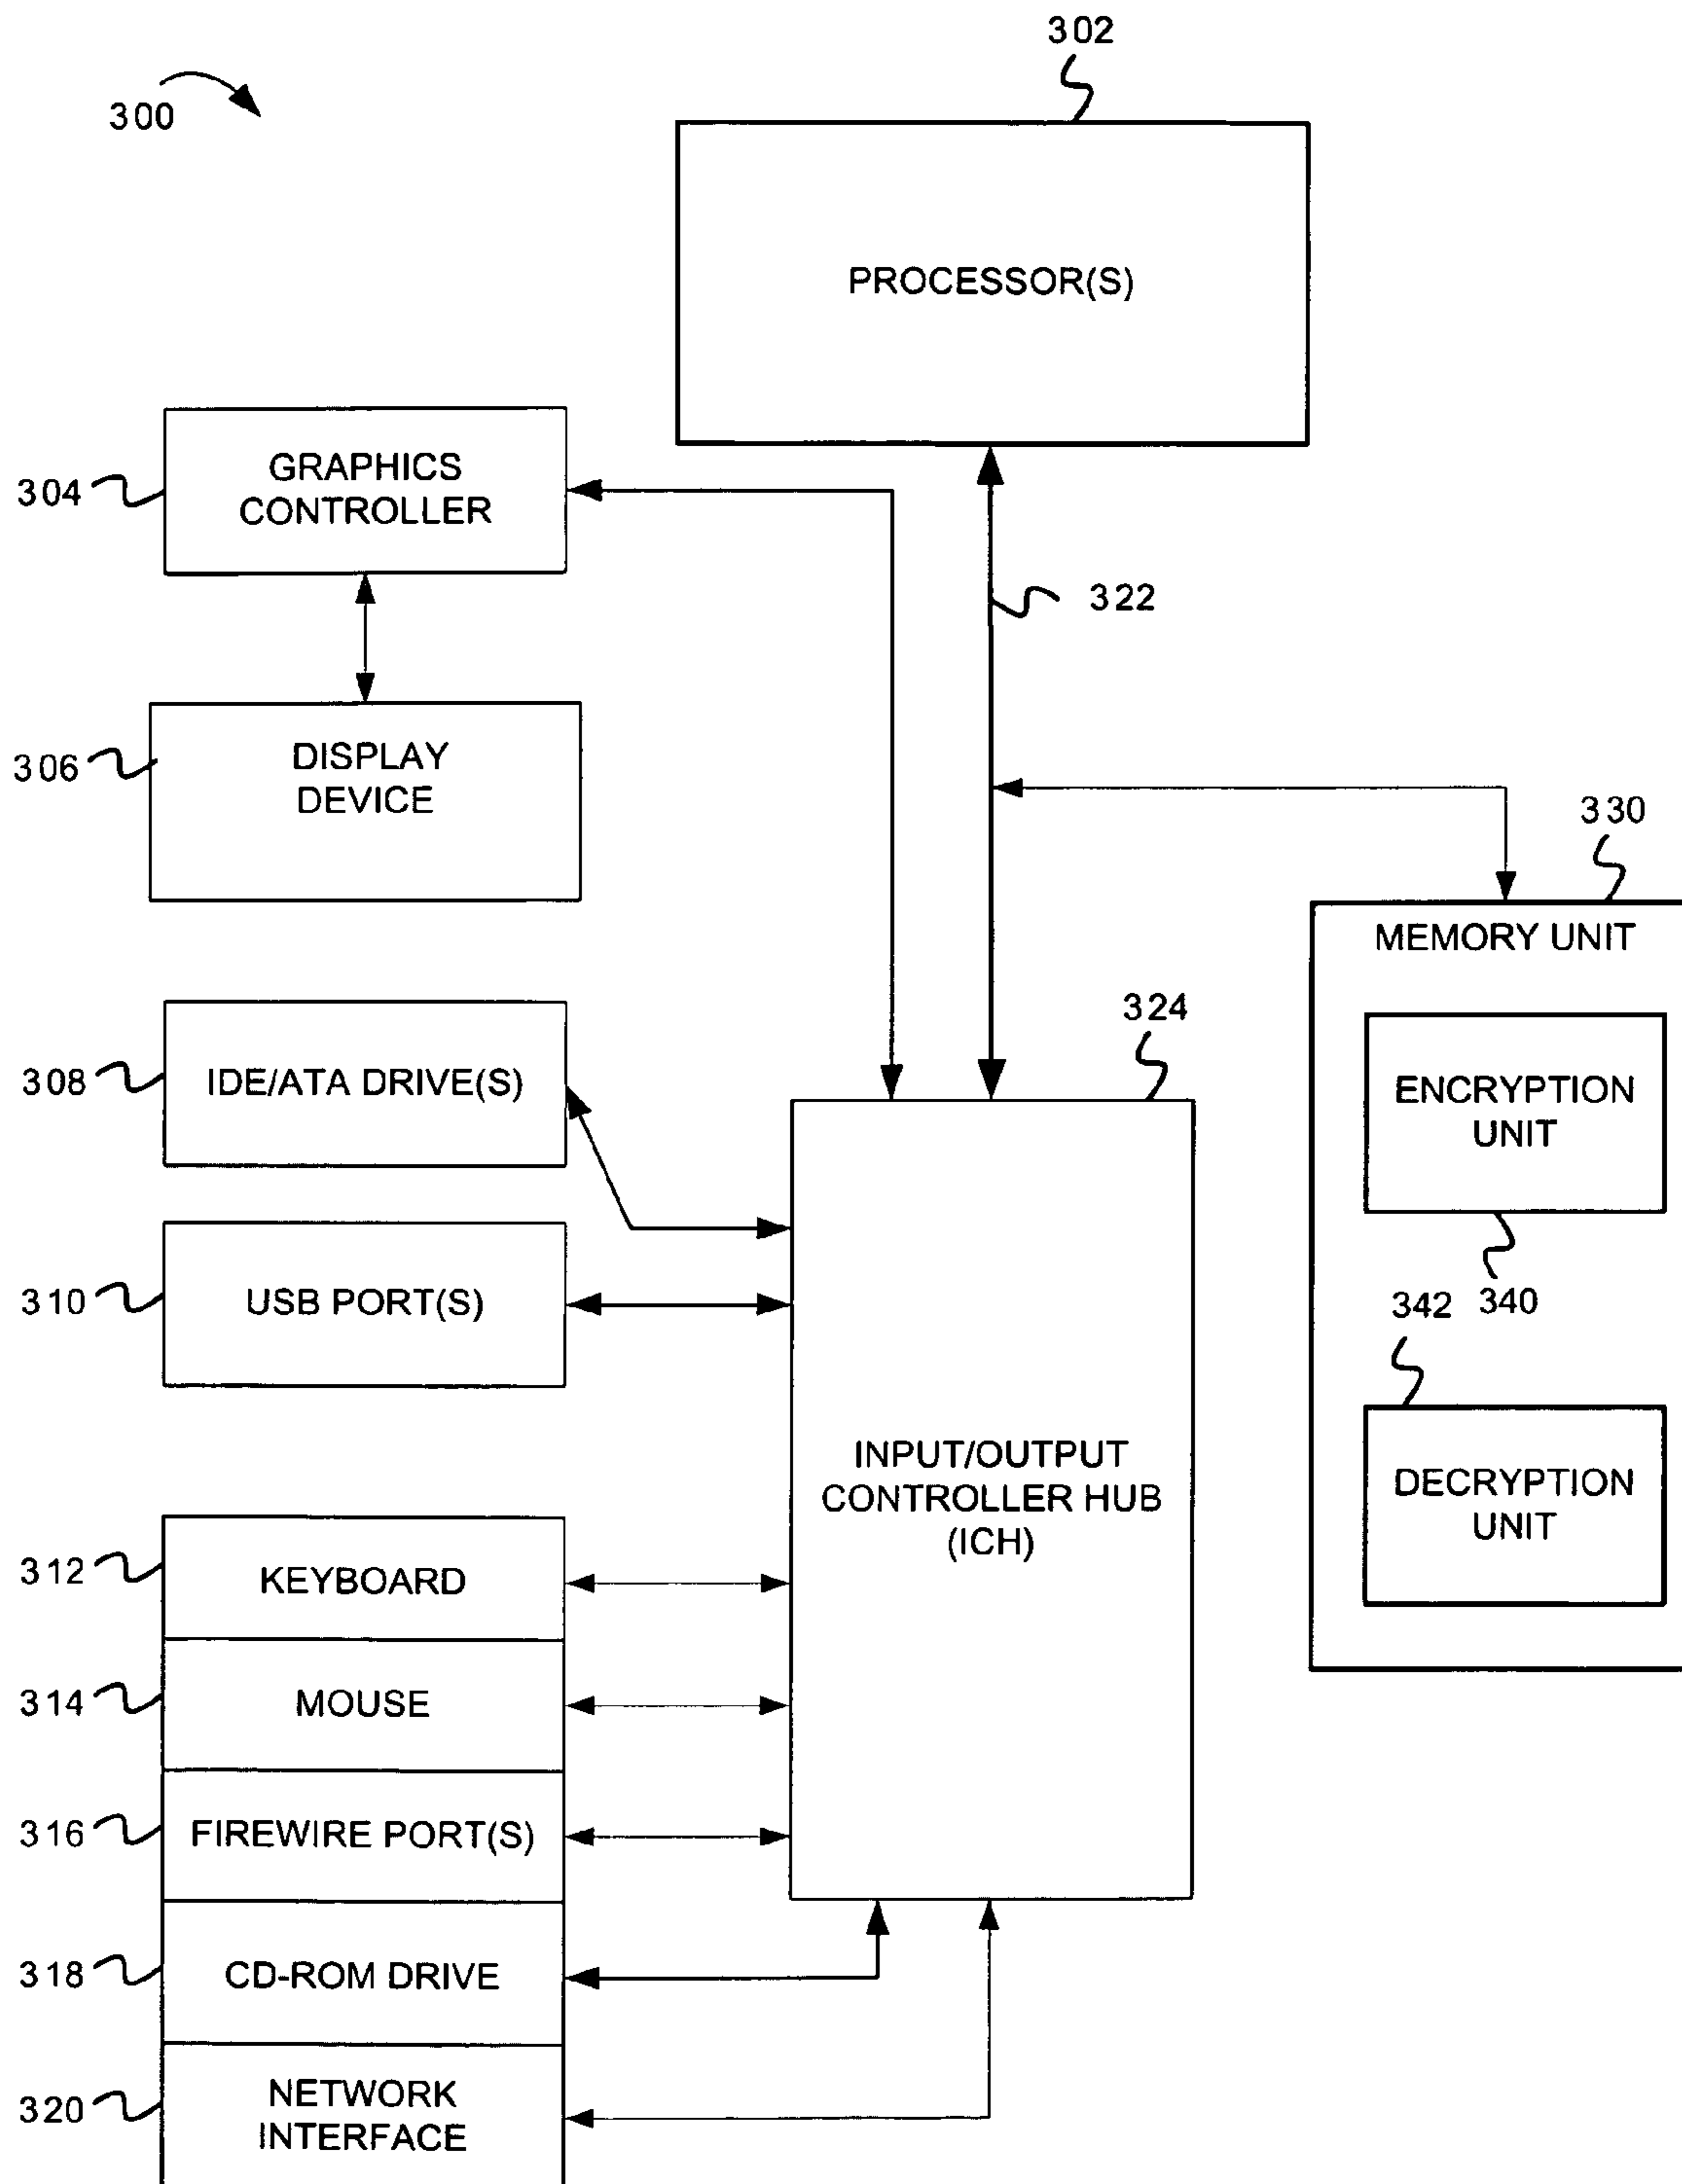 302
300
PROCESSOR(S)
304
GRAPHICS
CONTROLLER
322
306
DISPLAY
DEVICE
330
MEMORY UNIT
324
308
IDE/ATA DRIVE(S)
ENCRYPTION
UNIT
310
USB PORT(S)
342
340
INPUT/OUTPUT
CONTROLLER HUB
(ICH)
DECRYPTION
UNIT
312
KEYBOARD
314
MOUSE
316
FIREWIRE PORT(S)
318
CD-ROM DRIVE
320
NETWORK
INTERFACE